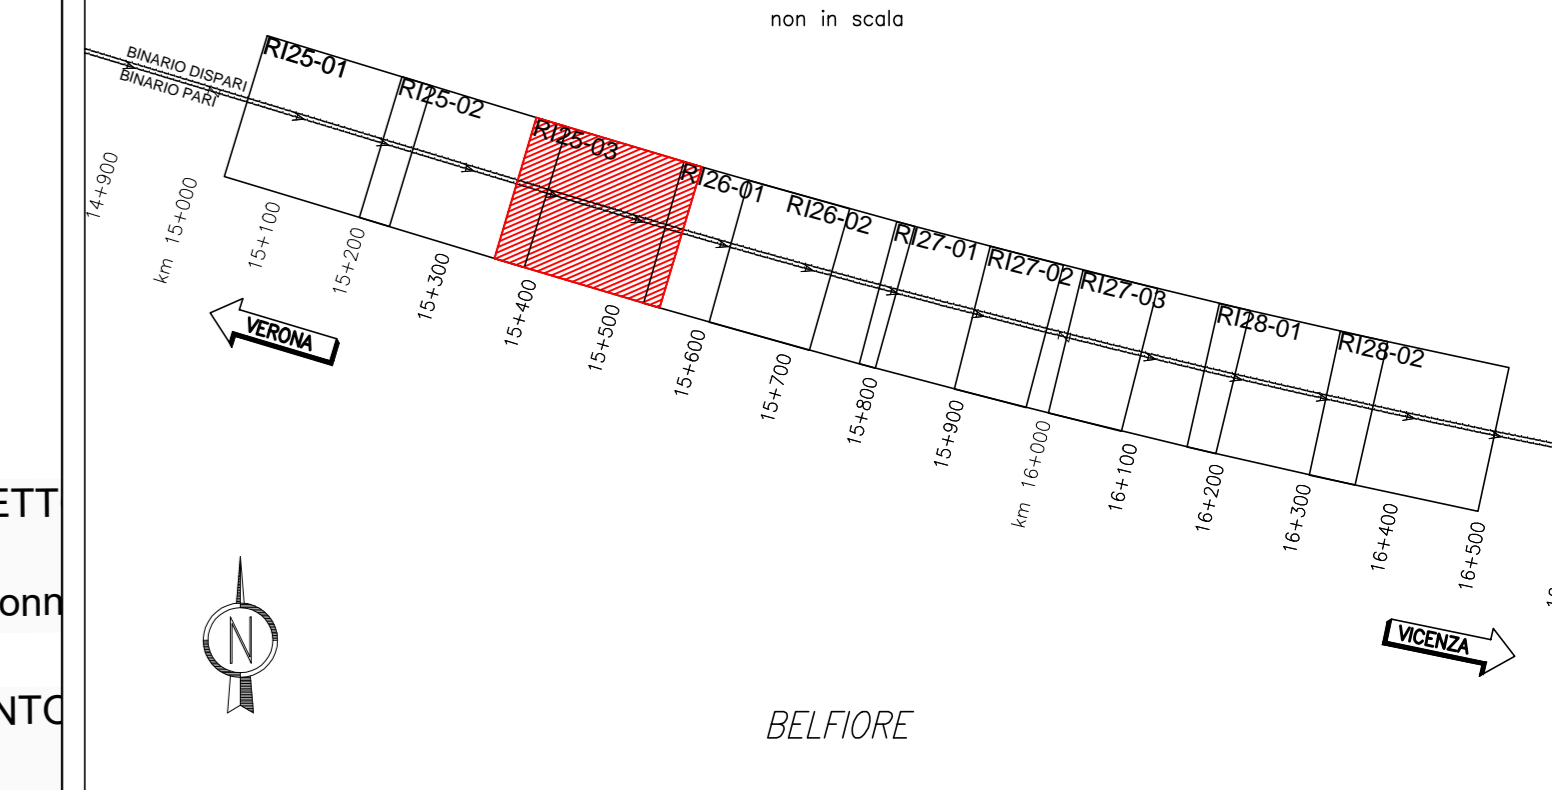 non in scala
BINARIO DISPARI
BINARIO PARI
RI25-01
RI25-02
RI25-03
RI26-01
RI26-02
RI27-01
RI27-02
RI27-03
RI28-01
RI28-02
14+900
km 15+000
15+100
15+200
15+300
15+400
15+500
15+600
15+700
15+800
15+900
km 16+000
16+100
16+200
16+300
16+400
16+500
VERONA
VICENZA
ETT
onn
NTO
N
BELFIORE